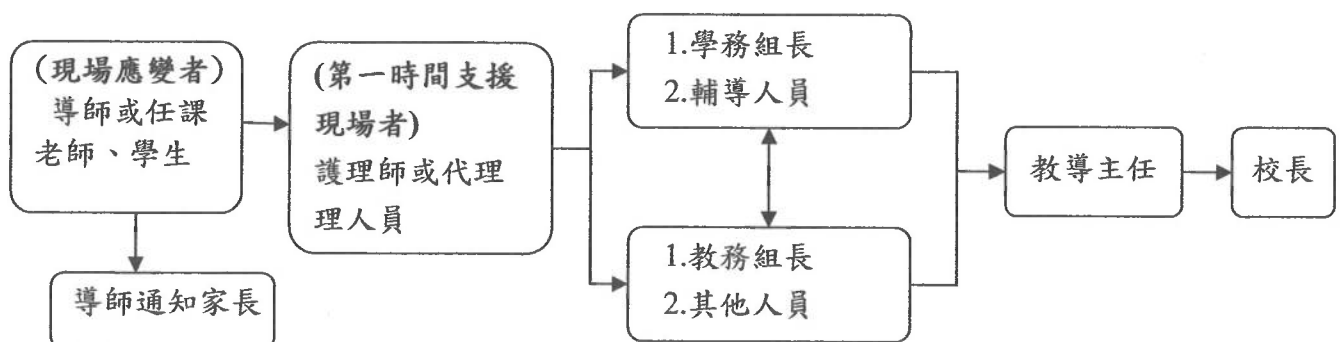 (現場應變者)
導師或任課
老師、學生
導師通知家長
(第一時間支援
現場者)
護理師或代理
理人員
1.學務組長
2.輔導人員
1.教務組長
2.其他人員
教導主任
校長